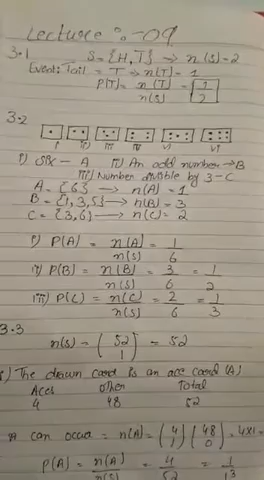 Lecture :- 09
3.1 S = {H, T} => n(S) = 2
Event: Tail = T => n(T) = 1
P(T) = n(T) / n(S) = 1/2
3.2
I II III IV V VI
i) six - A ii) An odd number → B
iii) Number divisible by 3 - C
A = {6} → n(A) = 1
B = {1, 3, 5} → n(B) = 3
C = {3, 6} → n(C) = 2
i) P(A) = n(A) / n(S) = 1/6
ii) P(B) = n(B) / n(S) = 3/6 = 1/2
iii) P(C) = n(C) / n(S) = 2/6 = 1/3
3.3
n(S) = (52 1) = 52
) The drawn card is an ace card (A)
Aces Other Total
4 48 52
A can occur = n(A) = (4 1) (48 0) = 4x1
P(A) = n(A) / n(S) = 4/52 = 1/13